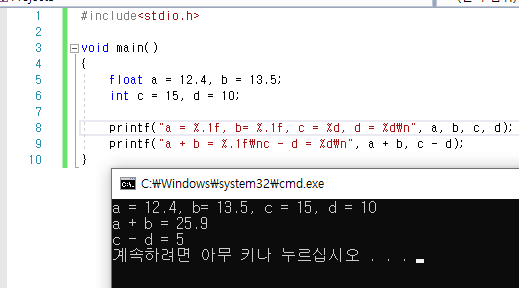 1 #include<stdio.h>
2
3 void main()
4 {
5 float a = 12.4, b = 13.5;
6 int c = 15, d = 10;
7
8 printf("a = %.1f, b= %.1f, c = %d, d = %d₩n", a, b, c, d);
9 printf("a + b = %.1f₩nc - d = %d₩n", a + b, c - d);
10 }
C:₩Windows₩system32₩cmd.exe
a = 12.4, b= 13.5, c = 15, d = 10
a + b = 25.9
c - d = 5
계속하려면 아무 키나 누르십시오 . . .